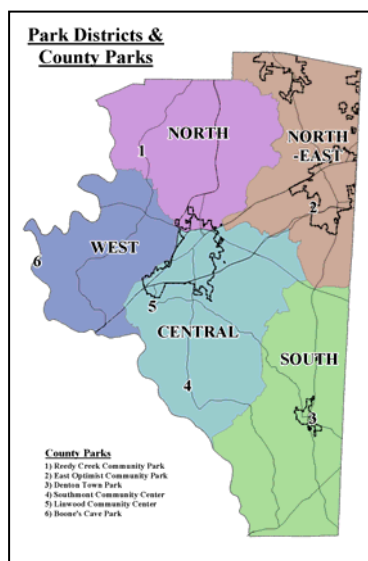 Park Districts &
County Parks
NORTH
1
NORTH
-EAST
2
WEST
6
5
CENTRAL
SOUTH
4
3
County Parks
1) Reedy Creek Community Park
2) East Optimist Community Park
3) Denton Town Park
4) Southmont Community Center
5) Linwood Community Center
6) Boone's Cave Park